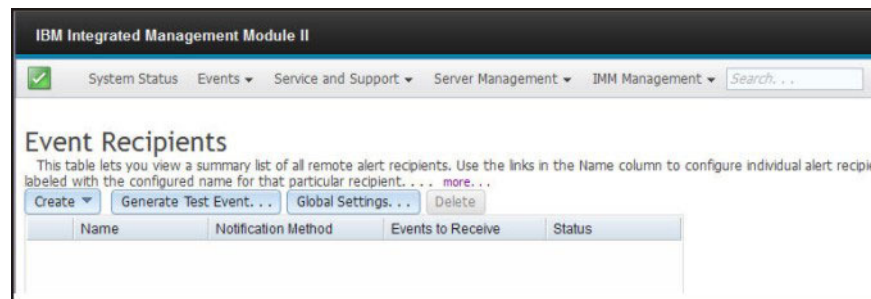 IBM Integrated Management Module II
System Status Events Service and Support Server Management IMM Management Search. . .
Event Recipients
This table lets you view a summary list of all remote alert recipients. Use the links in the Name column to configure individual alert
labeled with the configured name for that particular recipient. . . . more. . .
Create Generate Test Event. . . Global Settings. . . Delete
Name Notification Method Events to Receive Status